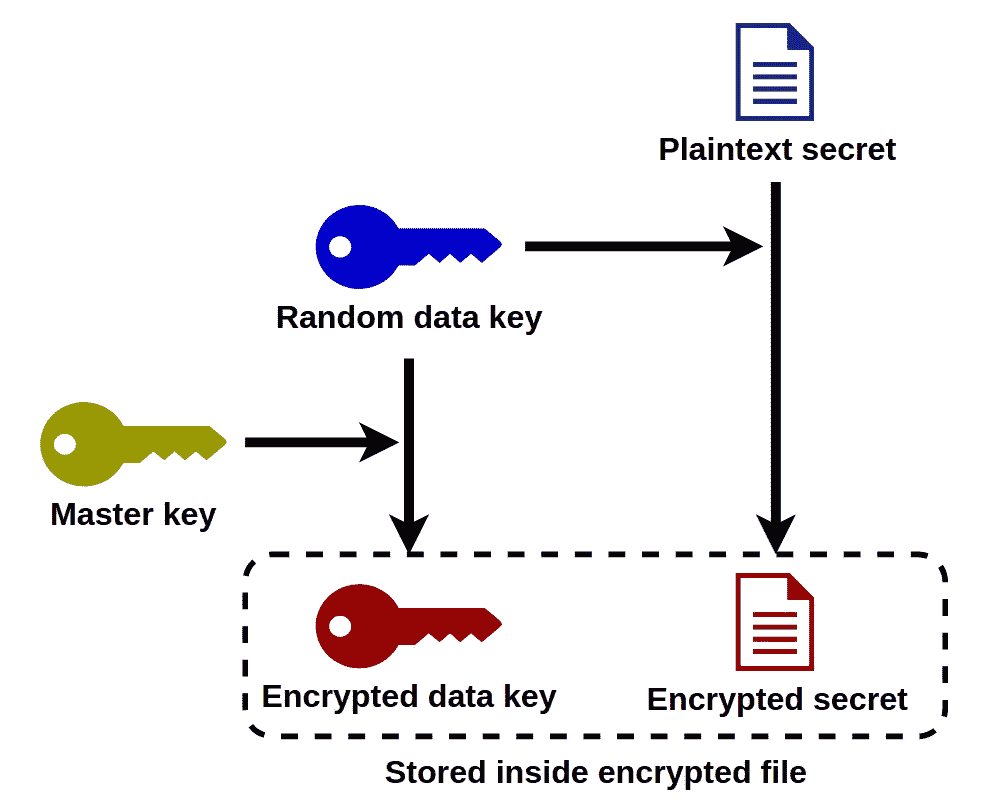 Plaintext secret
Random data key
Master key
Encrypted data key
Encrypted secret
Stored inside encrypted file